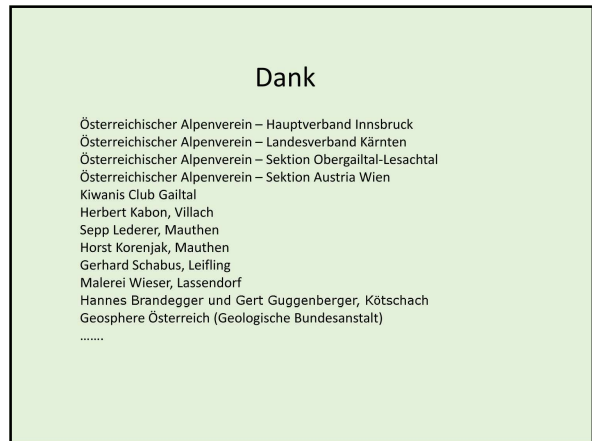 Dank
Österreichischer Alpenverein – Hauptverband Innsbruck
Österreichischer Alpenverein – Landesverband Kärnten
Österreichischer Alpenverein – Sektion Obergailtal-Lesachtal
Österreichischer Alpenverein – Sektion Austria Wien
Kiwanis Club Gailtal
Herbert Kabon, Villach
Sepp Lederer, Mauthen
Horst Korenjak, Mauthen
Gerhard Schabus, Leifling
Malerei Wieser, Lassendorf
Hannes Brandegger und Gert Guggenberger, Kötschach
Geosphere Österreich (Geologische Bundesanstalt)
…….